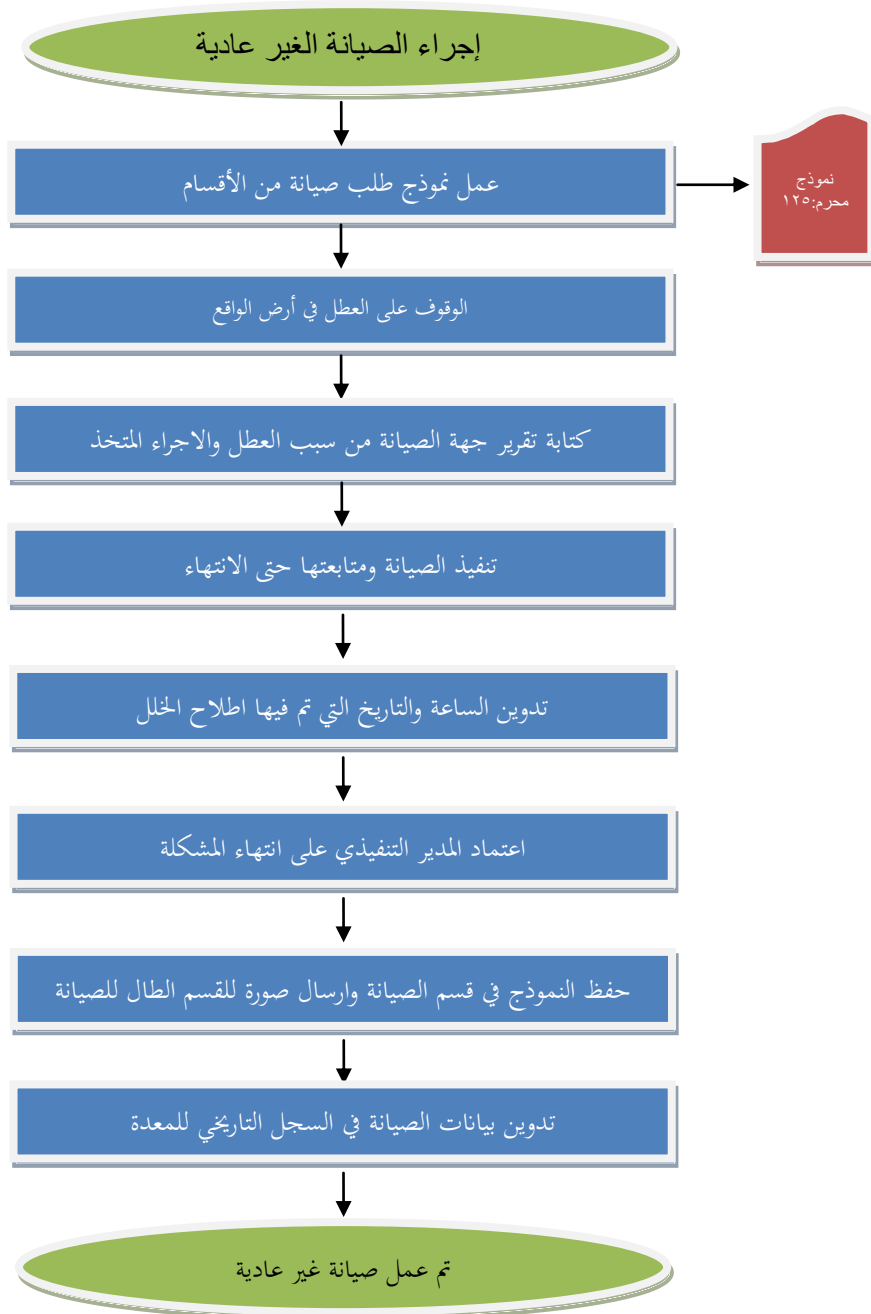 إجراء الصيانة الغير عادية
عمل نموذج طلب صيانة من الأقسام
نموذج
محرم:١٢٥
الوقوف على العطل في أرض الواقع
كتابة تقرير جهة الصيانة من سبب العطل والاجراء المتخذ
تنفيذ الصيانة ومتابعتها حتى الانتهاء
تدوين الساعة والتاريخ التي تم فيها اطلاح الخلل
اعتماد المدير التنفيذي على انتهاء المشكلة
حفظ النموذج في قسم الصيانة وارسال صورة للقسم الطال للصيانة
تدوين بيانات الصيانة في السجل التاريخي للمعدة
تم عمل صيانة غير عادية